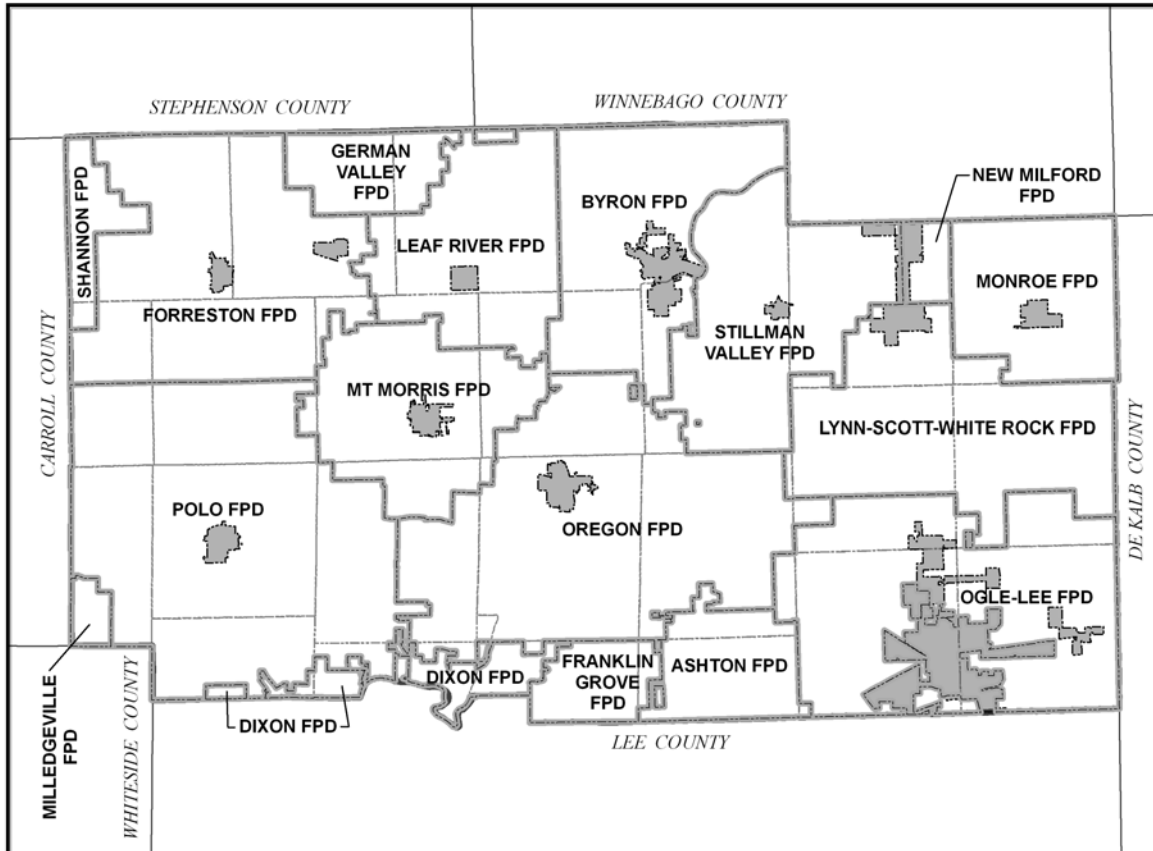 STEPHENSON COUNTY
WINNEBAGO COUNTY
GERMAN
VALLEY
FPD
NEW MILFORD
FPD
SHANNON FPD
BYRON FPD
LEAF RIVER FPD
MONROE FPD
FORRESTON FPD
STILLMAN
VALLEY FPD
CARROLL COUNTY
MT MORRIS FPD
LYNN-SCOTT-WHITE ROCK FPD
DE KALB COUNTY
POLO FPD
OREGON FPD
OGLE-LEE FPD
FRANKLIN
GROVE
FPD
ASHTON FPD
DIXON FPD
DIXON FPD
MILLEDGEVILLE
FPD
WHITESIDE COUNTY
LEE COUNTY